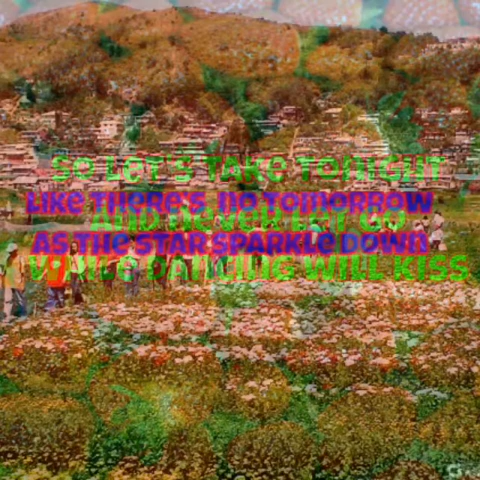 SO LET'S TAKE TONIGHT
LIKE THERE'S NO TOMORROW
AND NEVER LET GO
AS THE STAR SPARKLE DOWN
WHILE DANCING WILL KISS